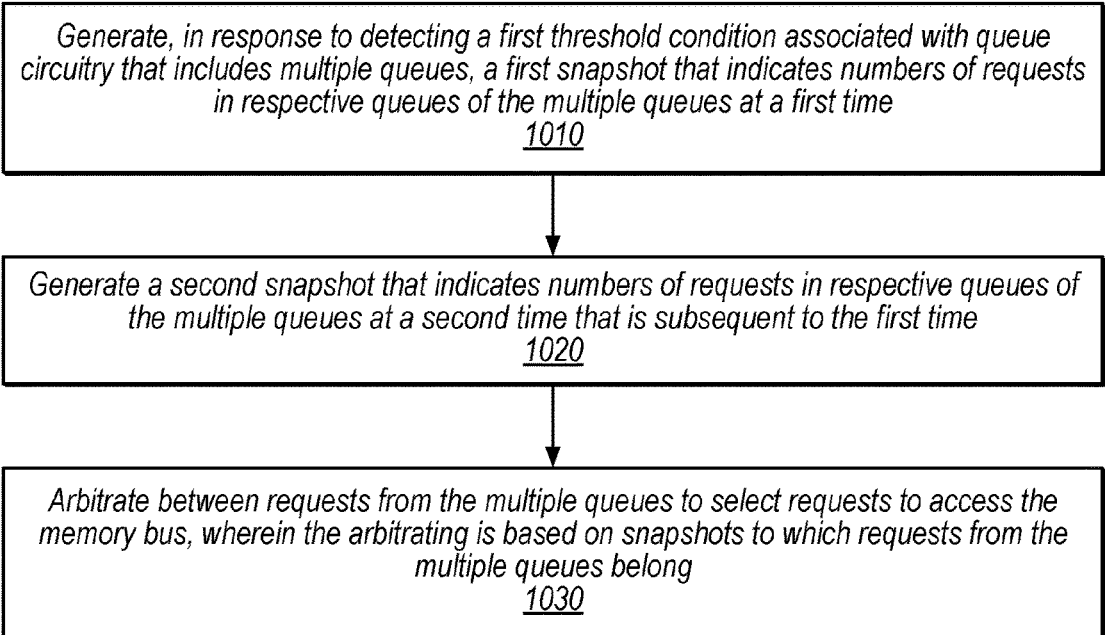 Generate, in response to detecting a first threshold condition associated with queue
circuitry that includes multiple queues, a first snapshot that indicates numbers of requests
in respective queues of the multiple queues at a first time
1010
Generate a second snapshot that indicates numbers of requests in respective queues of
the multiple queues at a second time that is subsequent to the first time
1020
Arbitrate between requests from the multiple queues to select requests to access the
memory bus, wherein the arbitrating is based on snapshots to which requests from the
multiple queues belong
1030